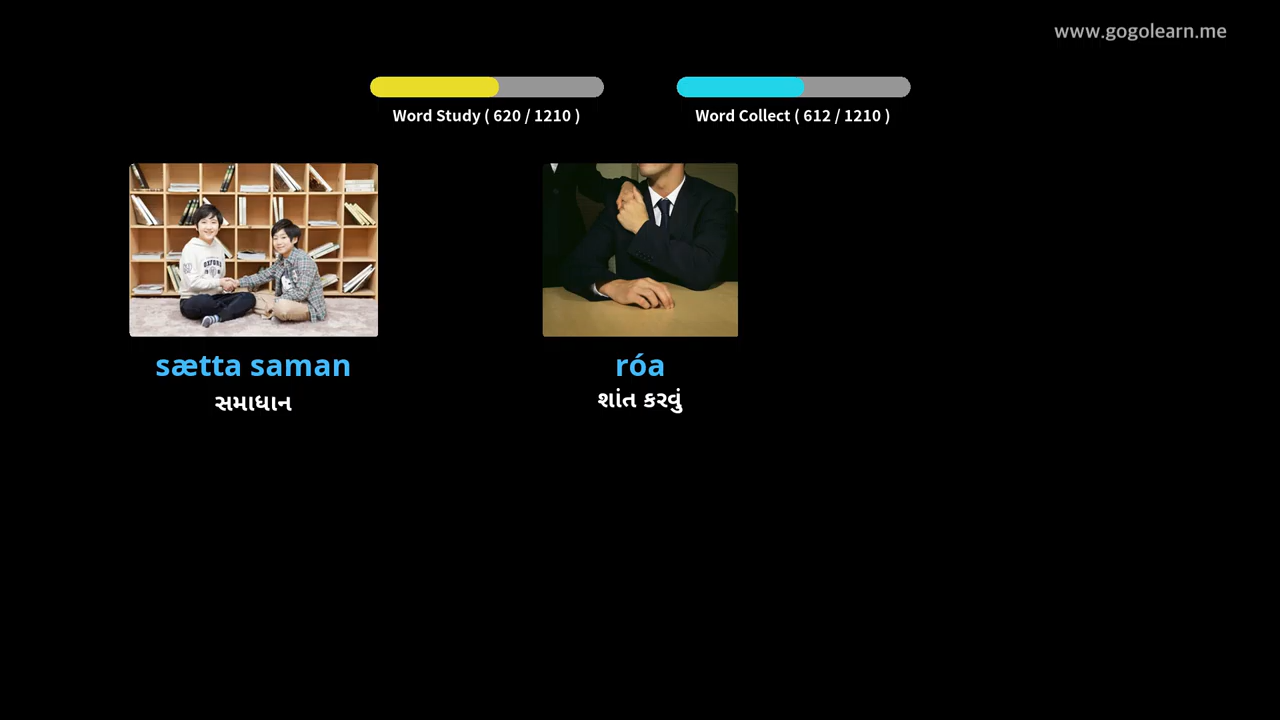 www.gogolearn.me
Word Study ( 620 / 1210 )
Word Collect ( 612 / 1210 )
sætta saman
સમાધાન
róa
શાંત કરવું